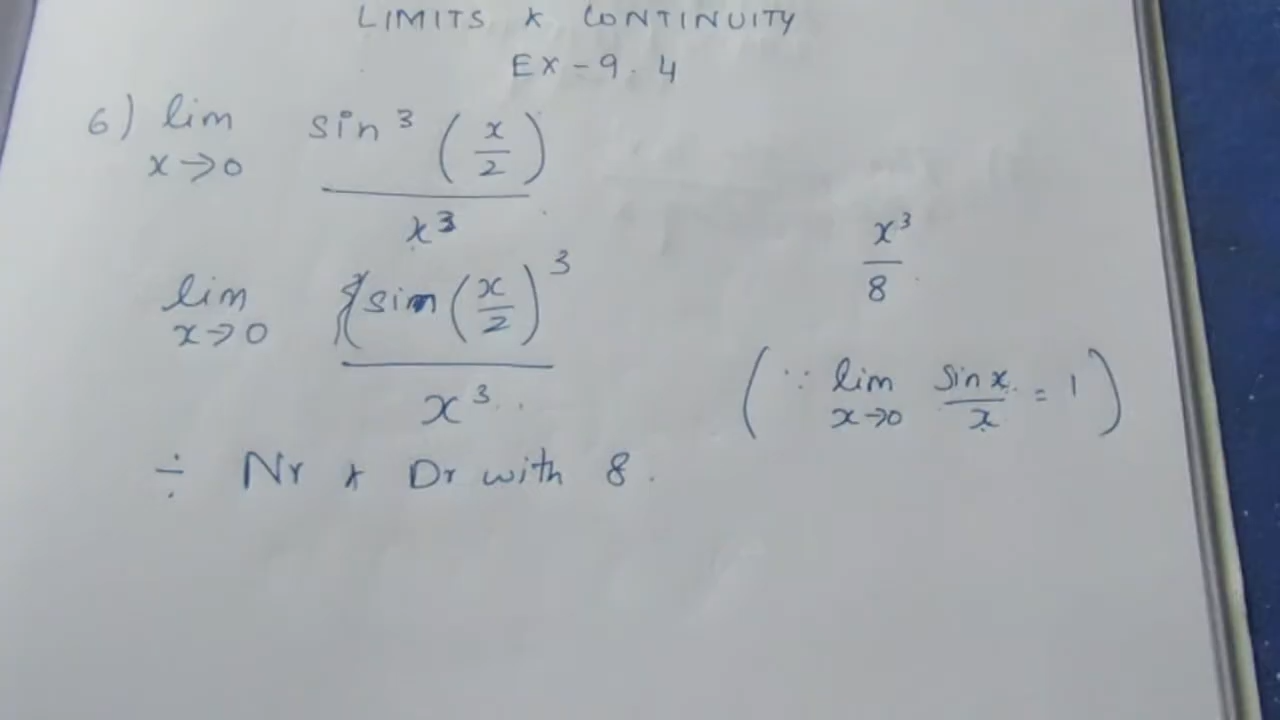 LIMITS & CONTINUITY
EX-9.4
6) lim x→0 sin³ (x/2) / x³
x³/8
lim x→0 {sin (x/2)³ / x³
(∵ lim x→0 sin x / x = 1)
÷ Nr & Dr with 8.